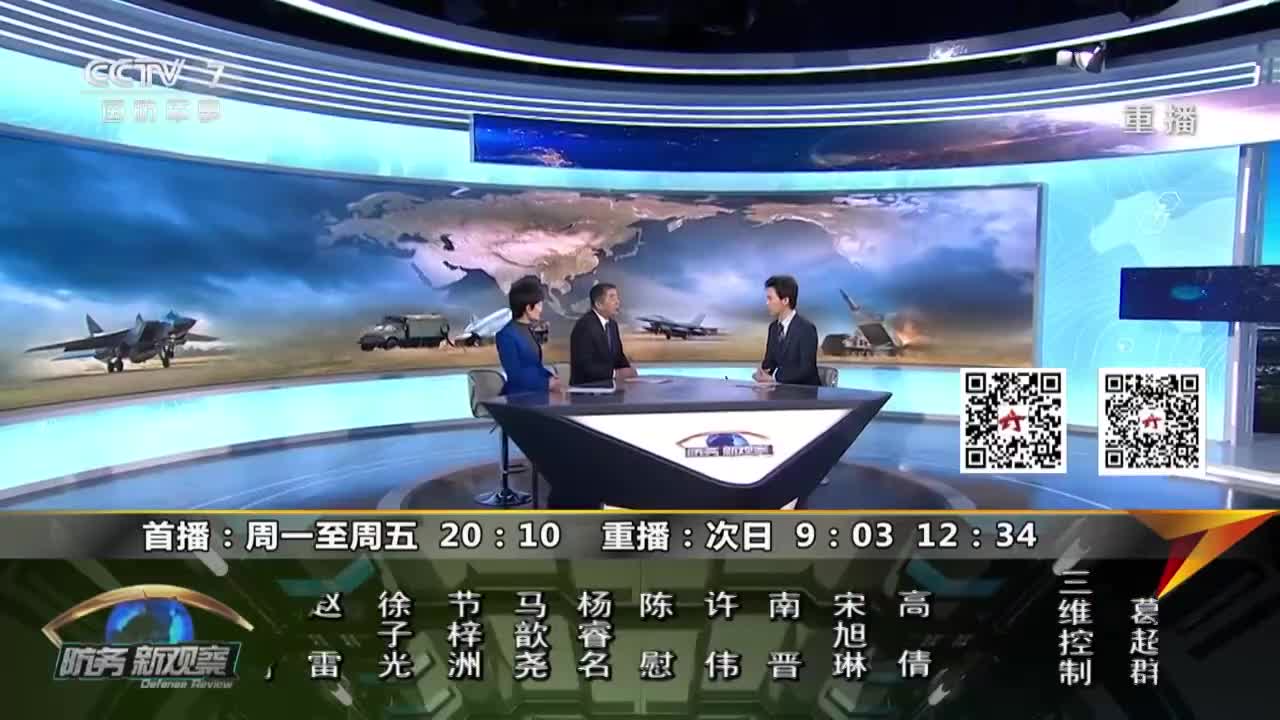 CCTV 7
国防军事
重播
防务 新观察
首播：周一至周五 20：10 重播：次日 9：03 12：34
防务 新观察
Defense Review
赵雷
徐子光
节梓洲
马歆尧
杨睿名
陈慰
许伟
南晋
宋旭琳
高倩
三维控制
葛起群